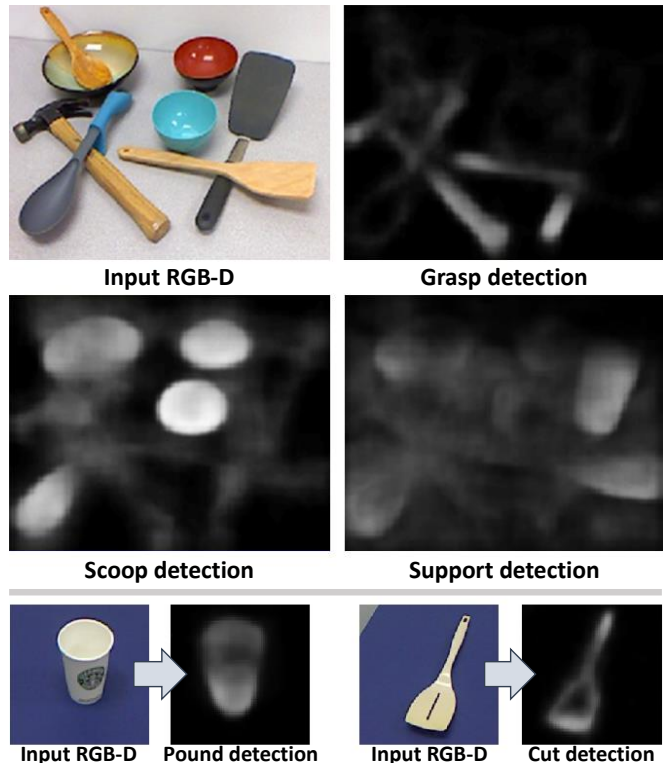 Input RGB-D
Grasp detection
Scoop detection
Support detection
Input RGB-D
Pound detection
Input RGB-D
Cut detection